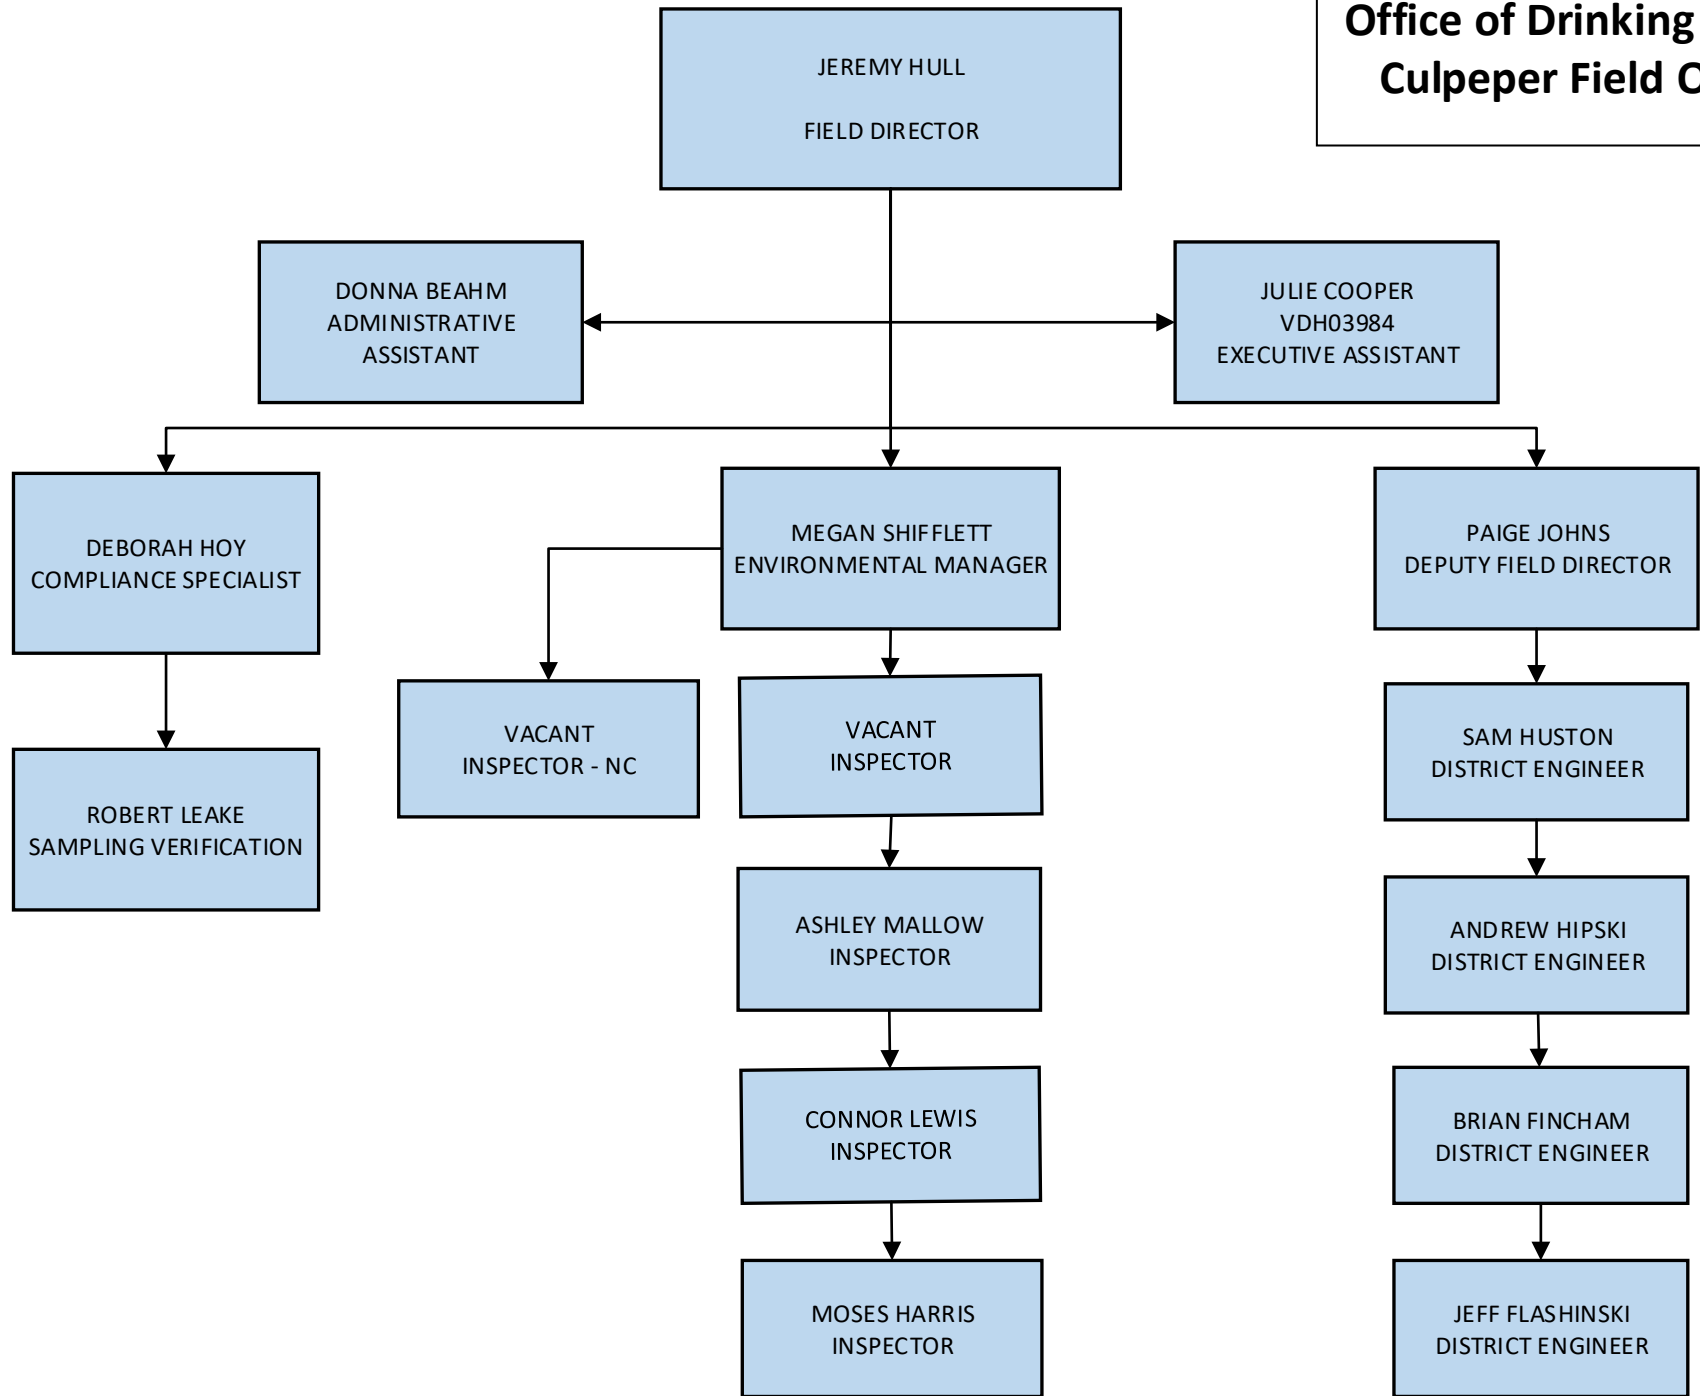 Office of Drinking
Culpeper Field O
JEREMY HULL
FIELD DIRECTOR
DONNA BEAHM
ADMINISTRATIVE
ASSISTANT
JULIE COOPER
VDH03984
EXECUTIVE ASSISTANT
DEBORAH HOY
COMPLIANCE SPECIALIST
MEGAN SHIFFLETT
ENVIRONMENTAL MANAGER
PAIGE JOHNS
DEPUTY FIELD DIRECTOR
ROBERT LEAKE
SAMPLING VERIFICATION
VACANT
INSPECTOR - NC
VACANT
INSPECTOR
SAM HUSTON
DISTRICT ENGINEER
ASHLEY MALLOW
INSPECTOR
ANDREW HIPSKI
DISTRICT ENGINEER
CONNOR LEWIS
INSPECTOR
BRIAN FINCHAM
DISTRICT ENGINEER
MOSES HARRIS
INSPECTOR
JEFF FLASHINSKI
DISTRICT ENGINEER